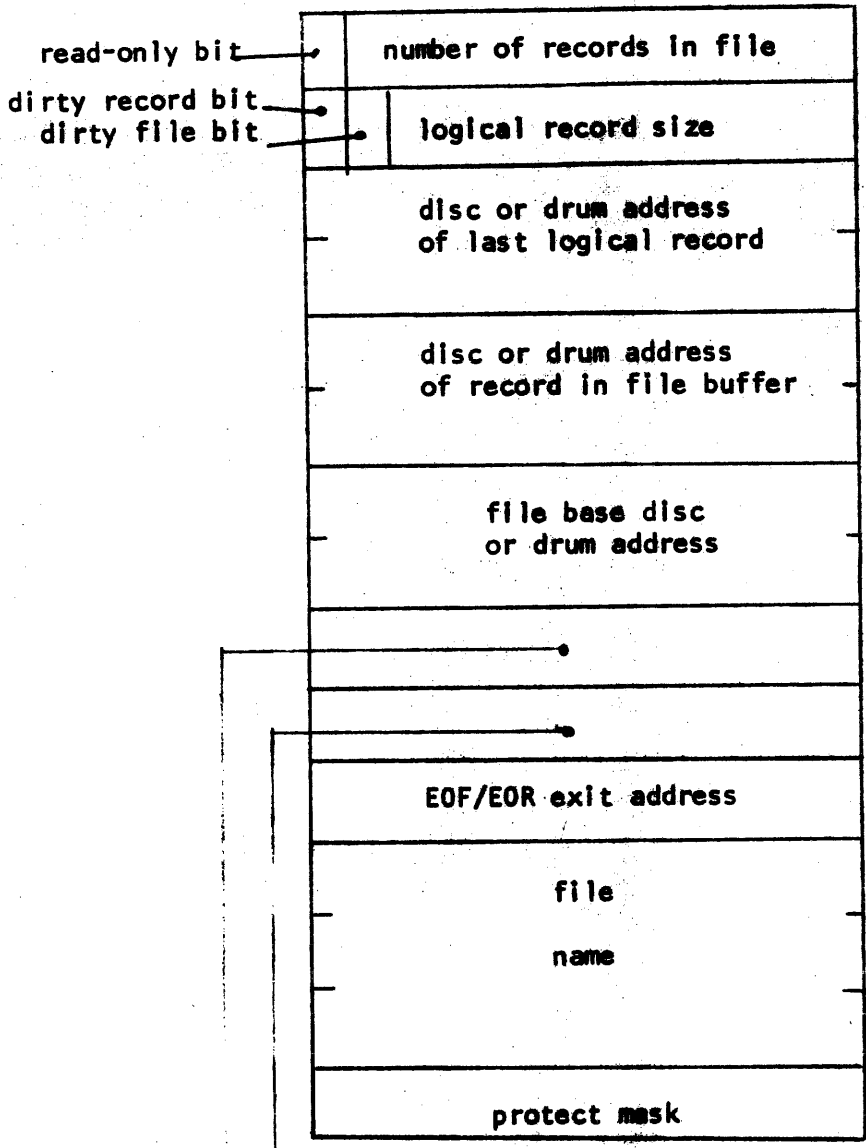 read-only bit
number of records in file
dirty record bit
dirty file bit
logical record size
disc or drum address
of last logical record
disc or drum address
of record in file buffer
file base disc
or drum address
EOF/EOR exit address
file
name
protect mask